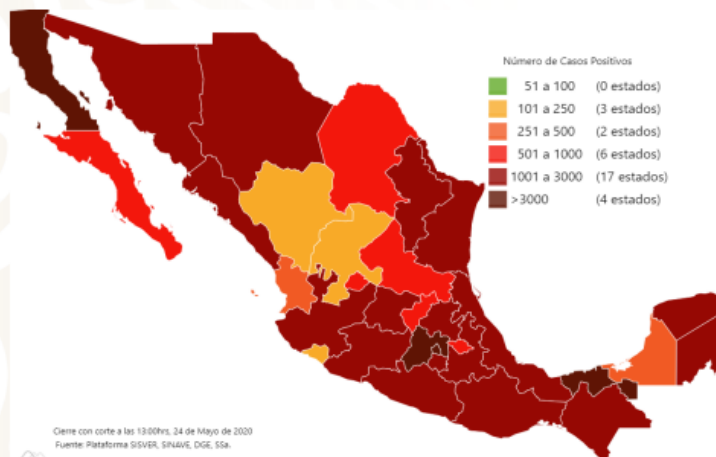 Número de Casos Positivos
51 a 100 (0 estados)
101 a 250 (3 estados)
251 a 500 (2 estados)
501 a 1000 (6 estados)
1001 a 3000 (17 estados)
>3000 (4 estados)
Cierre con corte a las 13:00hrs, 24 de Mayo de 2020
Fuente: Plataforma SISVER, SINAVE, DGE, SSa.